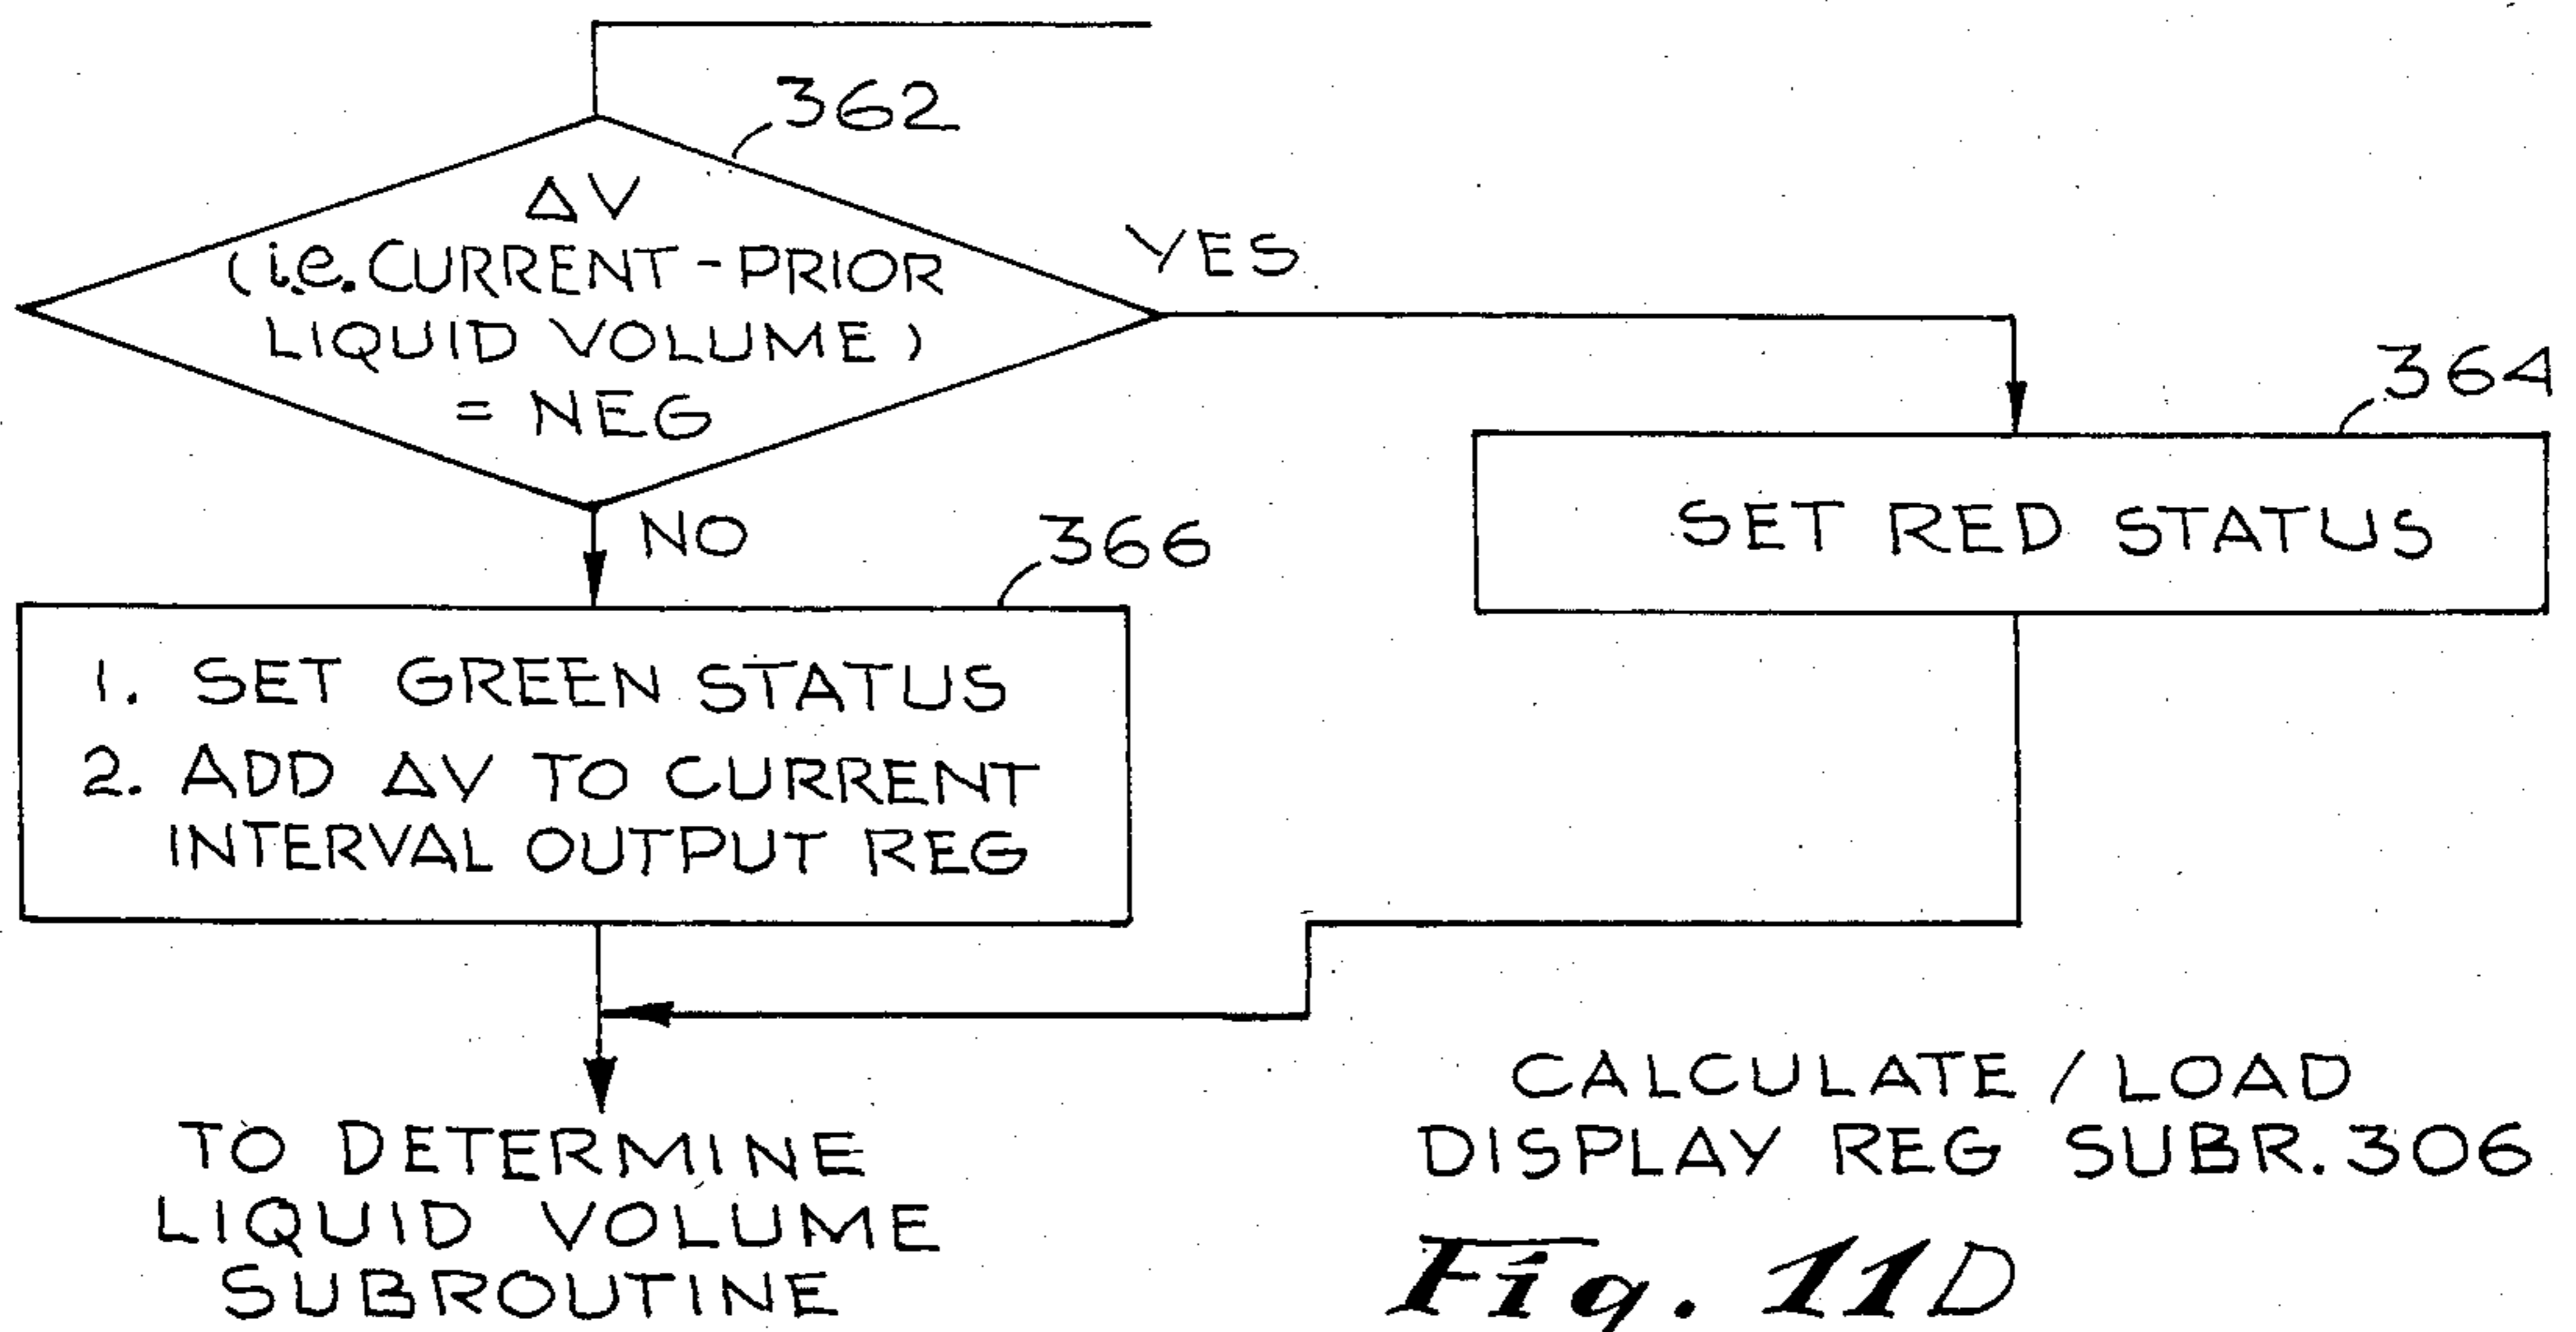 362
ΔV
(i.e. CURRENT - PRIOR
LIQUID VOLUME)
= NEG
YES
364
SET RED STATUS
NO
366
1. SET GREEN STATUS
2. ADD ΔV TO CURRENT
INTERVAL OUTPUT REG
TO DETERMINE
LIQUID VOLUME
SUBROUTINE
CALCULATE / LOAD
DISPLAY REG SUBR. 306
Fig. 11D